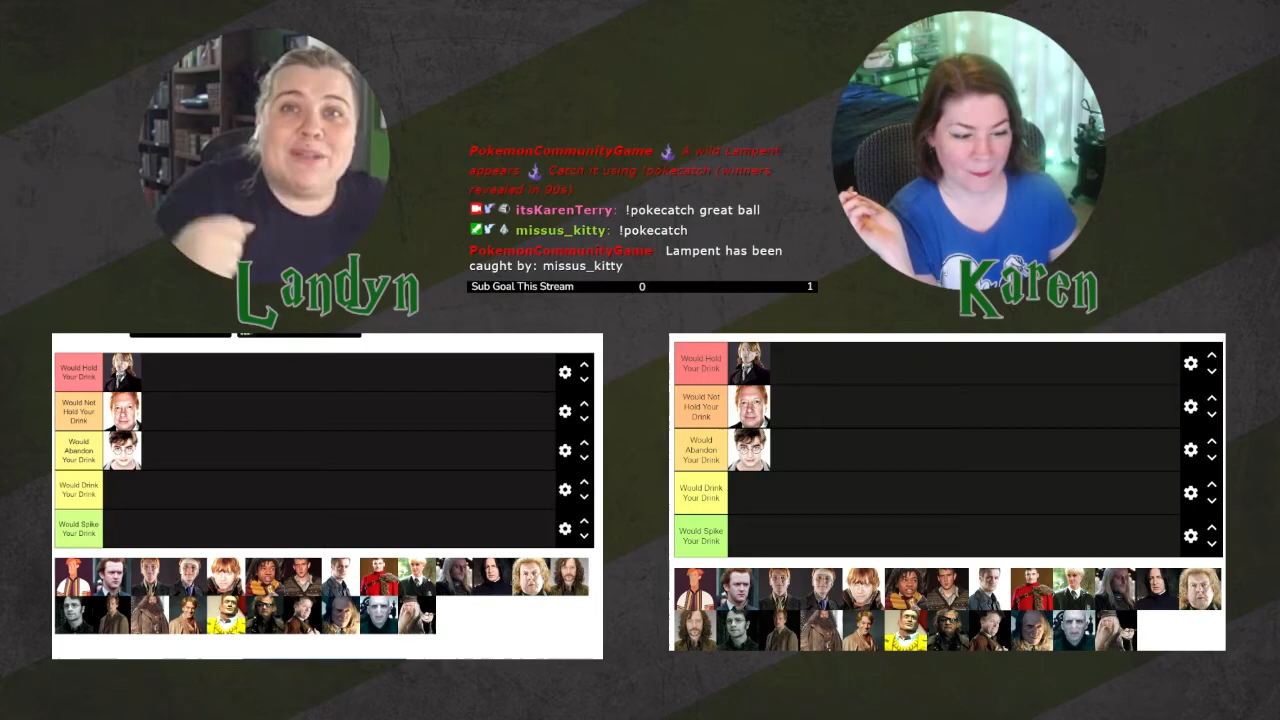 PokemonCommunityGame A wild Lampent
appears Catch it using !pokecatch (winners
revealed in 90s)
itsKarenTerry: !pokecatch great ball
missus_kitty: !pokecatch
PokemonCommunityGame: Lampent has been
caught by: missus_kitty
Sub Goal This Stream 0 1
Landyn
Karen
Would Hold
Your Drink
Would Not
Hold Your
Drink
Would
Abandon
Your Drink
Would Drink
Your Drink
Would Spike
Your Drink
Would Hold
Your Drink
Would Not
Hold Your
Drink
Would
Abandon
Your Drink
Would Drink
Your Drink
Would Spike
Your Drink